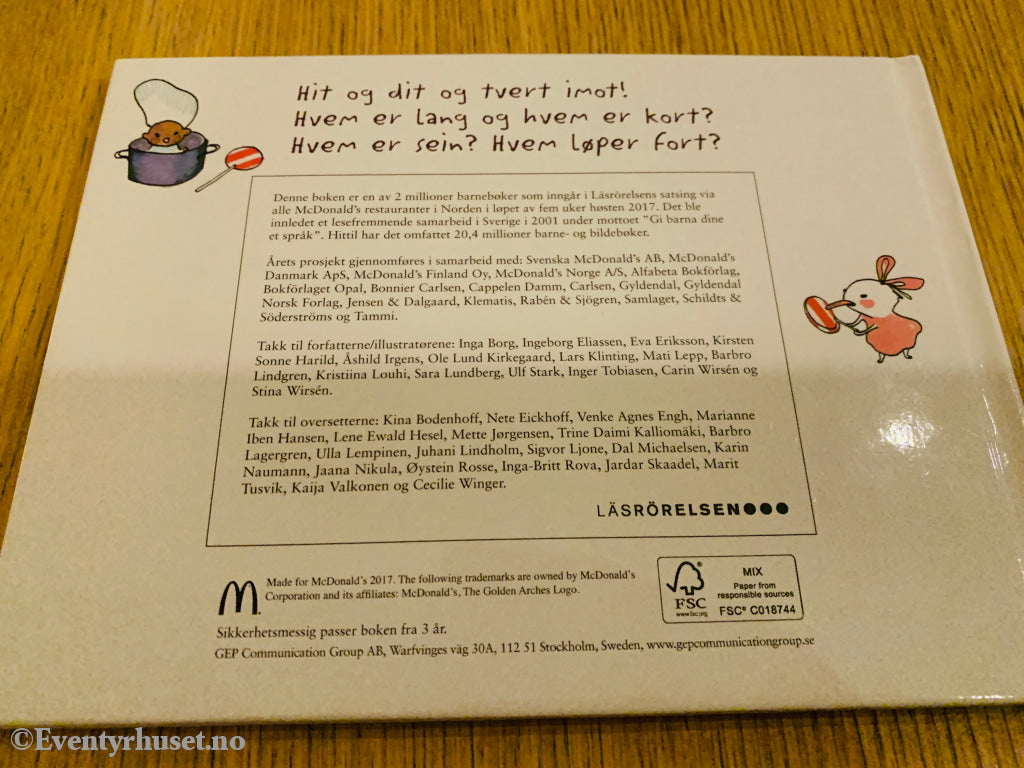 Hit og dit og tvert imot!
Hvem er lang og hvem er kort?
Hvem er sein? Hvem løper fort?
Denne boken er en av 2 millioner barnebøker som inngår i Läsrörelsens satsing via
alle McDonald's restauranter i Norden i løpet av fem uker høsten 2017. Det ble
innledet et lesefremmende samarbeid i Sverige i 2001 under mottoet "Gi barna dine
et språk". Hittil har det omfattet 20,4 millioner barne- og bildebøker.
Årets prosjekt gjennomføres i samarbeid med: Svenska McDonald's AB, McDonald's
Danmark ApS, McDonald's Finland Oy, McDonald's Norge A/S, Alfabeta Bokförlag,
Bokförlaget Opal, Bonnier Carlsen, Cappelen Damm, Carlsen, Gyldendal, Gyldendal
Norsk Forlag, Jensen & Dalgaard, Klematis, Rabén & Sjögren, Samlaget, Schildts &
Söderströms og Tammi.
Takk til forfatterne/illustratørene: Inga Borg, Ingeborg Eliassen, Eva Eriksson, Kirsten
Sonne Harild, Åshild Irgens, Ole Lund Kirkegaard, Lars Klinting, Mati Lepp, Barbro
Lindgren, Kristiina Louhi, Sara Lundberg, Ulf Stark, Inger Tobiasen, Carin Wirsén og
Stina Wirsén.
Takk til oversetterne: Kina Bodenhoff, Nete Eickhoff, Venke Agnes Engh, Marianne
Iben Hansen, Lene Ewald Hesel, Mette Jørgensen, Trine Daimi Kalliomäki, Barbro
Lagergren, Ulla Lempinen, Juhani Lindholm, Sigvor Ljone, Dal Michaelsen, Karin
Naumann, Jaana Nikula, Øystein Rosse, Inga-Britt Rova, Jardar Skaadel, Marit
Tusvik, Kaija Valkonen og Cecilie Winger.
LÄSRÖRELSEN
Made for McDonald's 2017. The following trademarks are owned by McDonald's
Corporation and its affiliates: McDonald's, The Golden Arches Logo.
FSC
www.fsc.org
MIX
Paper from
responsible sources
FSC® C018744
Sikkerhetsmessig passer boken fra 3 år.
GEP Communication Group AB, Warfvinges väg 30A, 112 51 Stockholm, Sweden, www.gepcommunicationgroup.se
©Eventyrhuset.no